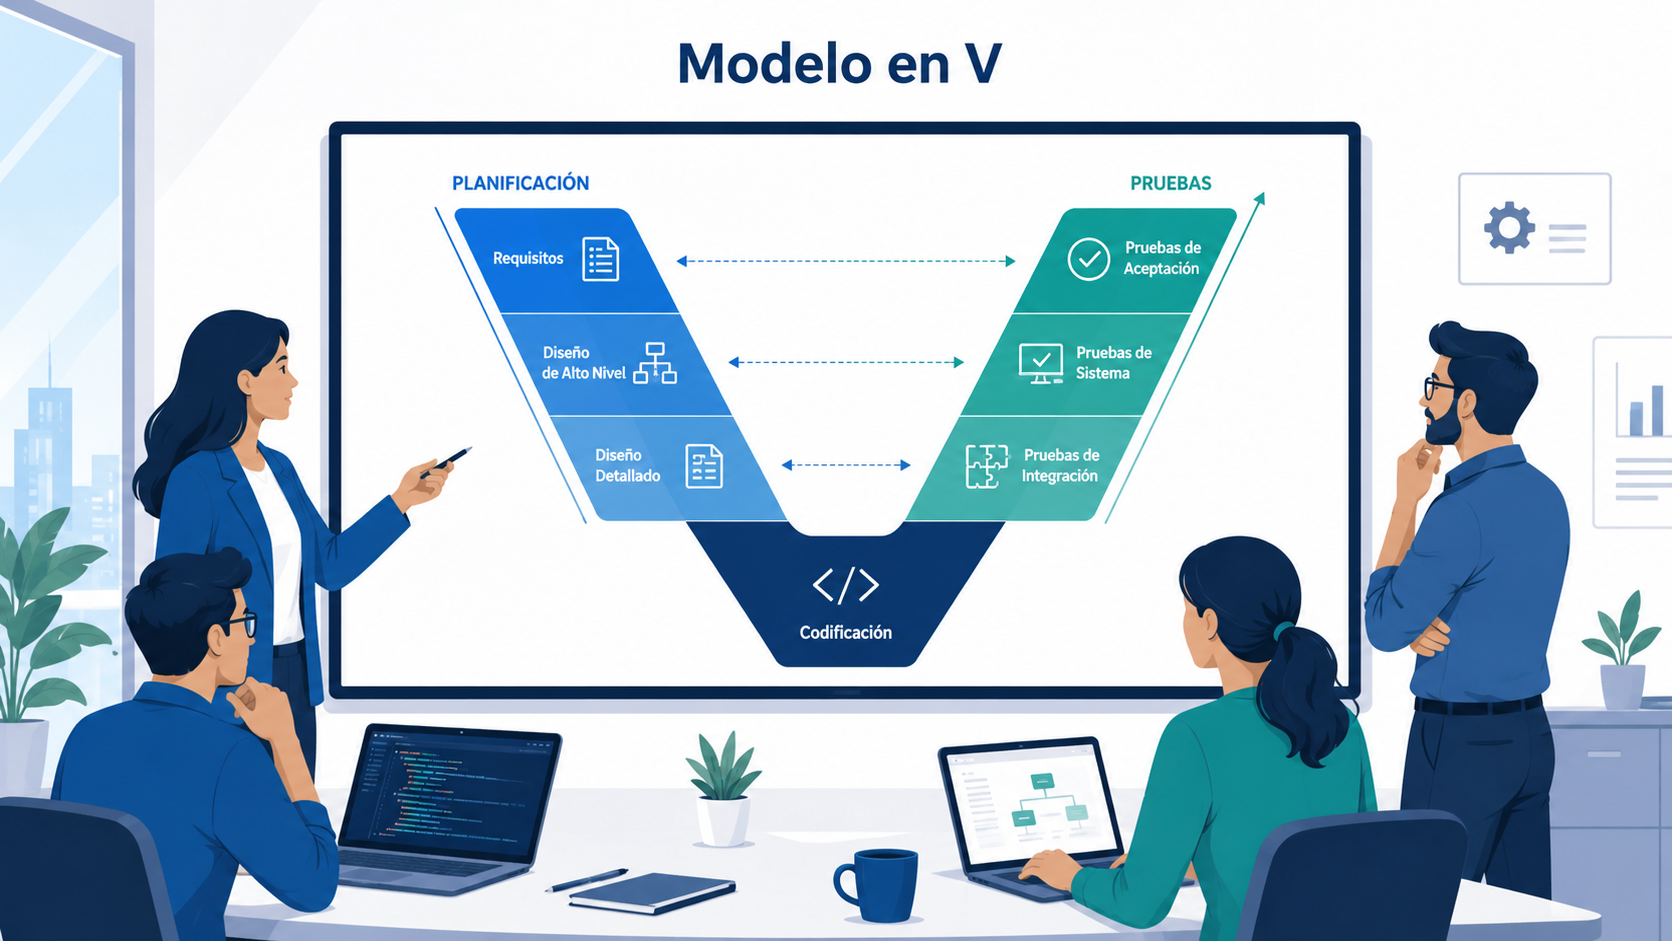 Modelo en V
PLANIFICACIÓN
PRUEBAS
Requisitos
Pruebas de
Aceptación
Diseño
de Alto Nivel
Pruebas de
Sistema
Diseño
Detallado
Pruebas de
Integración
</>
Codificación